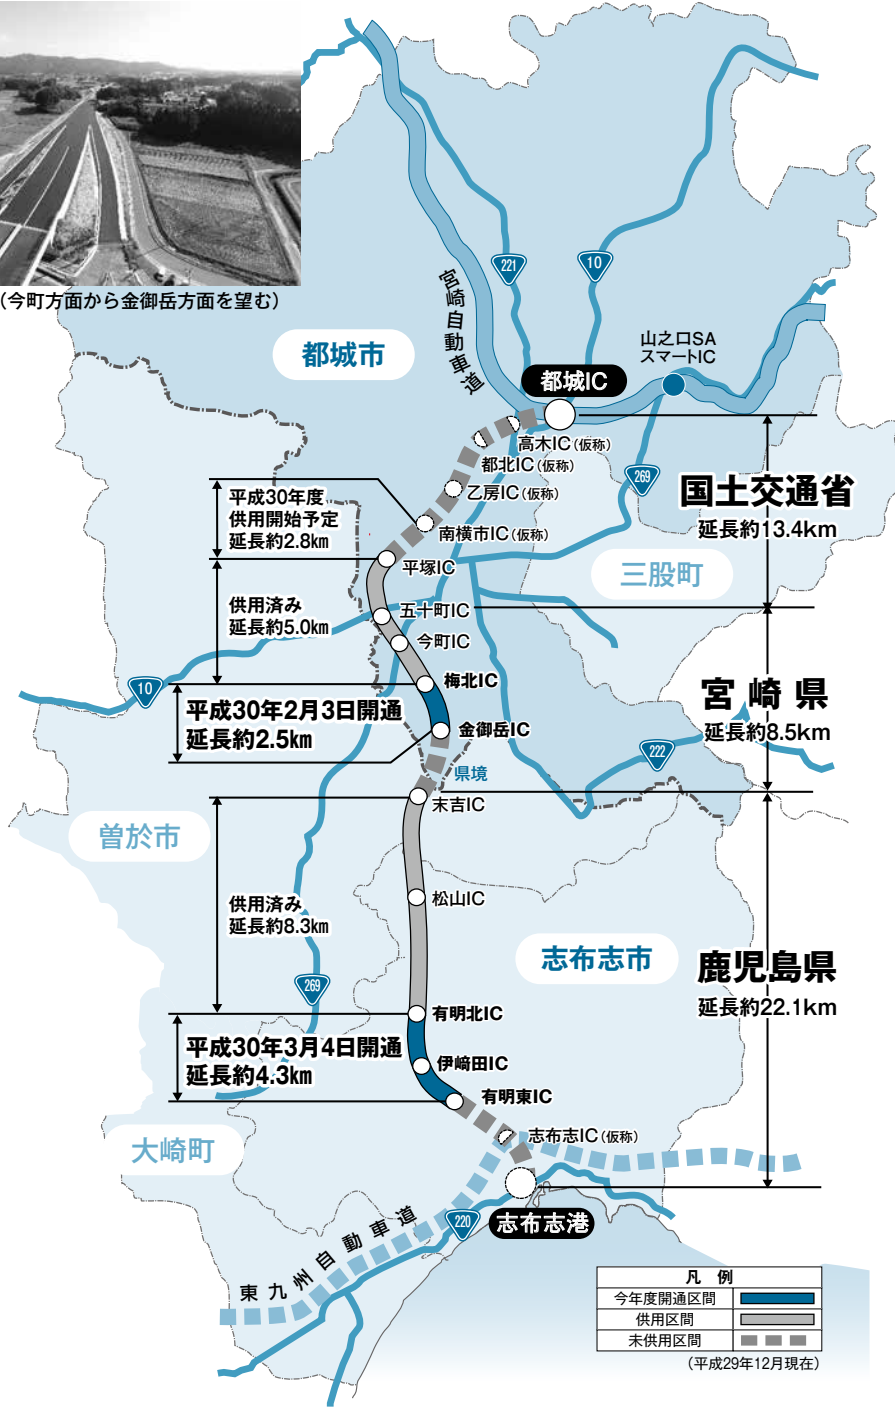 (今町方面から金御岳方面を望む)
221
10
宮崎自動車道
都城市
山之口SA
スマートIC
都城IC
高木IC(仮称)
都北IC(仮称)
269
国土交通省
延長約13.4km
乙房IC(仮称)
平成30年度
供用開始予定
延長約2.8km
南横市IC(仮称)
平塚IC
三股町
供用済み
延長約5.0km
五十町IC
今町IC
梅北IC
10
宮崎県
延長約8.5km
平成30年2月3日開通
延長約2.5km
金御岳IC
222
県境
末吉IC
曽於市
松山IC
供用済み
延長約8.3km
志布志市
鹿児島県
延長約22.1km
269
有明北IC
平成30年3月4日開通
延長約4.3km
伊﨑田IC
有明東IC
大崎町
志布志IC(仮称)
220
志布志港
東九州自動車道
凡 例
今年度開通区間
供用区間
未供用区間
(平成29年12月現在)